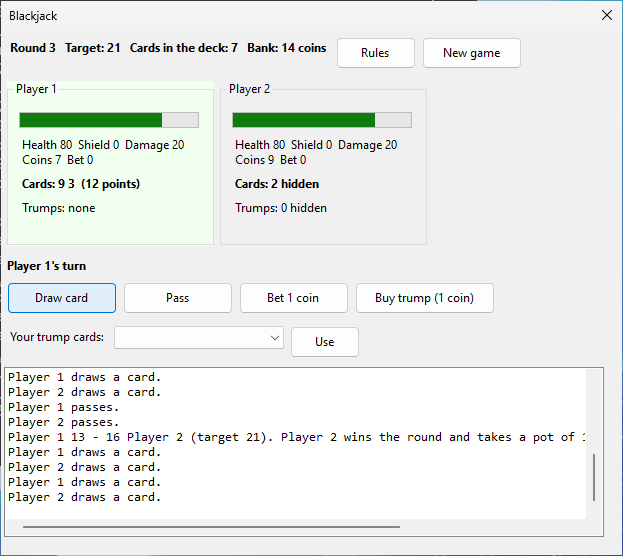 Blackjack
Round 3 Target: 21 Cards in the deck: 7 Bank: 14 coins Rules New game
Player 1 Player 2
Health 80 Shield 0 Damage 20 Health 80 Shield 0 Damage 20
Coins 7 Bet 0 Coins 9 Bet 0
Cards: 9 3 (12 points) Cards: 2 hidden
Trumps: none Trumps: 0 hidden
Player 1's turn
Draw card Pass Bet 1 coin Buy trump (1 coin)
Your trump cards: Use
Player 1 draws a card.
Player 2 draws a card.
Player 1 passes.
Player 2 passes.
Player 1 13 - 16 Player 2 (target 21). Player 2 wins the round and takes a pot of
Player 1 draws a card.
Player 2 draws a card.
Player 1 draws a card.
Player 2 draws a card.